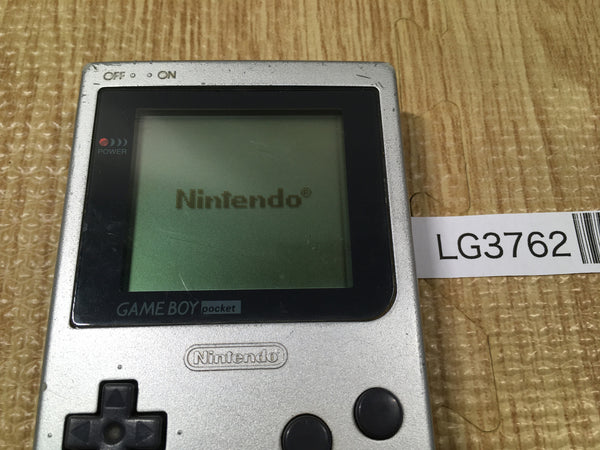 OFF ON
POWER
Nintendo®
LG3762
GAME BOY pocket
Nintendo